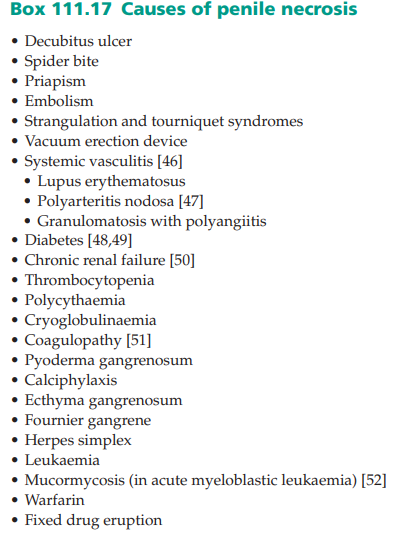 Box 111.17 Causes of penile necrosis
• Decubitus ulcer
• Spider bite
• Priapism
• Embolism
• Strangulation and tourniquet syndromes
• Vacuum erection device
• Systemic vasculitis [46]
• Lupus erythematosus
• Polyarteritis nodosa [47]
• Granulomatosis with polyangiitis
• Diabetes [48,49]
• Chronic renal failure [50]
• Thrombocytopenia
• Polycythaemia
• Cryoglobulinaemia
• Coagulopathy [51]
• Pyoderma gangrenosum
• Calciphylaxis
• Ecthyma gangrenosum
• Fournier gangrene
• Herpes simplex
• Leukaemia
• Mucormycosis (in acute myeloblastic leukaemia) [52]
• Warfarin
• Fixed drug eruption